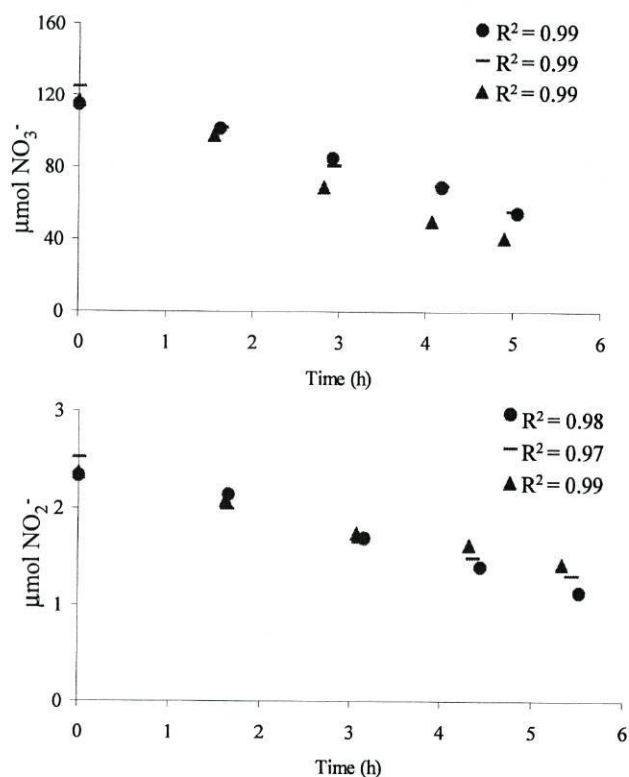 160
120
80
40
0
µmol NO₃⁻
● R² = 0.99
– R² = 0.99
▲ R² = 0.99
0 1 2 3 4 5 6
Time (h)
3
2
1
0
µmol NO₂⁻
● R² = 0.98
– R² = 0.97
▲ R² = 0.99
0 1 2 3 4 5 6
Time (h)